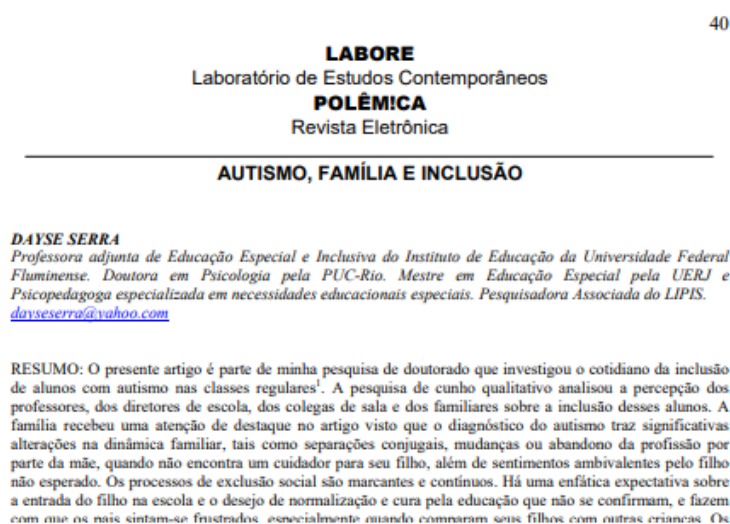 40
LABORE
Laboratório de Estudos Contemporâneos
POLÊM!CA
Revista Eletrônica
AUTISMO, FAMÍLIA E INCLUSÃO
DAYSE SERRA
Professora adjunta de Educação Especial e Inclusiva do Instituto de Educação da Universidade Federal
Fluminense. Doutora em Psicologia pela PUC-Rio. Mestre em Educação Especial pela UERJ e
Psicopedagoga especializada em necessidades educacionais especiais. Pesquisadora Associada do LIPIS.
dayseserra@yahoo.com
RESUMO: O presente artigo é parte de minha pesquisa de doutorado que investigou o cotidiano da inclusão
de alunos com autismo nas classes regulares¹. A pesquisa de cunho qualitativo analisou a percepção dos
professores, dos diretores de escola, dos colegas de sala e dos familiares sobre a inclusão desses alunos. A
família recebeu uma atenção de destaque no artigo visto que o diagnóstico do autismo traz significativas
alterações na dinâmica familiar, tais como separações conjugais, mudanças ou abandono da profissão por
parte da mãe, quando não encontra um cuidador para seu filho, além de sentimentos ambivalentes pelo filho
não esperado. Os processos de exclusão social são marcantes e contínuos. Há uma enfática expectativa sobre
a entrada do filho na escola e o desejo de normalização e cura pela educação que não se confirmam, e fazem
com que os pais sintam-se frustrados, especialmente quando comparam seus filhos com outras crianças. Os